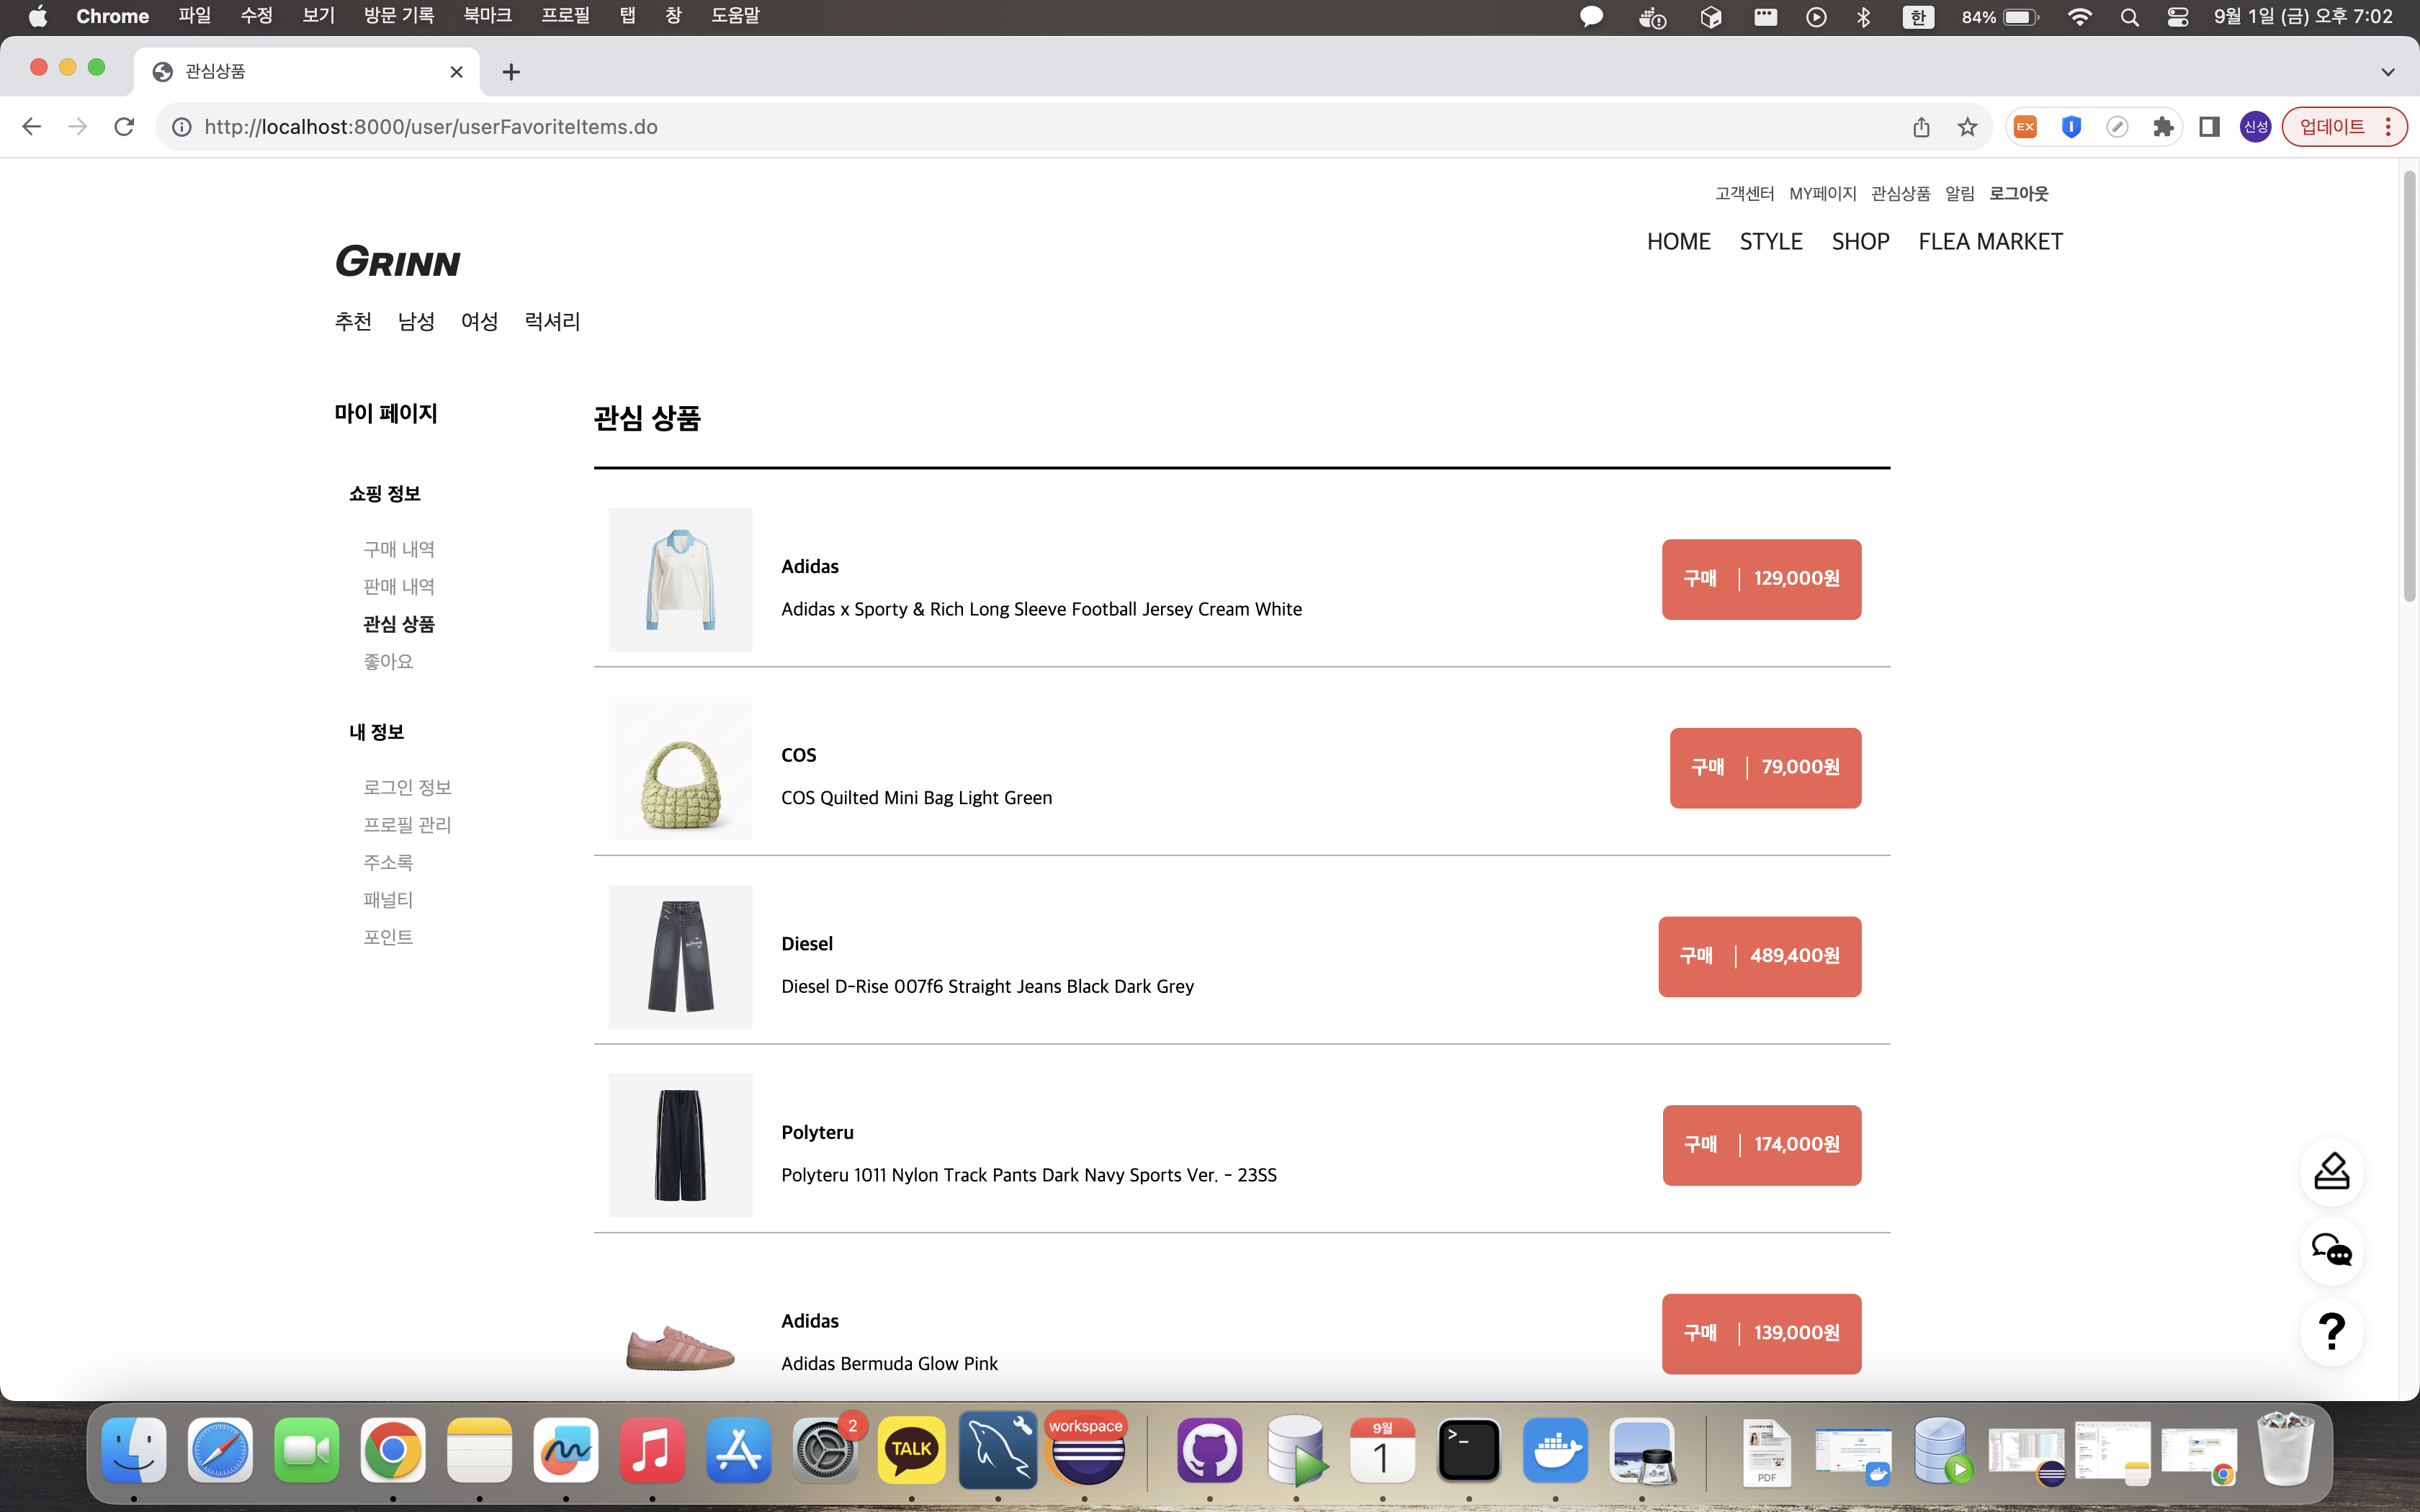 Chrome 파일 수정 보기 방문 기록 북마크 프로필 탭 창 도움말 한 84% 9월 1일 (금) 오후 7:02
관심상품
http://localhost:8000/user/userFavoriteItems.do EX 신성 업데이트
고객센터 MY페이지 관심상품 알림 로그아웃
HOME STYLE SHOP FLEA MARKET
GRINN
추천 남성 여성 럭셔리
마이 페이지
쇼핑 정보
구매 내역
판매 내역
관심 상품
좋아요
내 정보
로그인 정보
프로필 관리
주소록
패널티
포인트
관심 상품
Adidas
Adidas x Sporty & Rich Long Sleeve Football Jersey Cream White
구매 129,000원
COS
COS Quilted Mini Bag Light Green
구매 79,000원
Diesel
Diesel D-Rise 007f6 Straight Jeans Black Dark Grey
구매 489,400원
Polyteru
Polyteru 1011 Nylon Track Pants Dark Navy Sports Ver. - 23SS
구매 174,000원
Adidas
Adidas Bermuda Glow Pink
구매 139,000원
?
2 TALK workspace 9월 1 >_ PDF